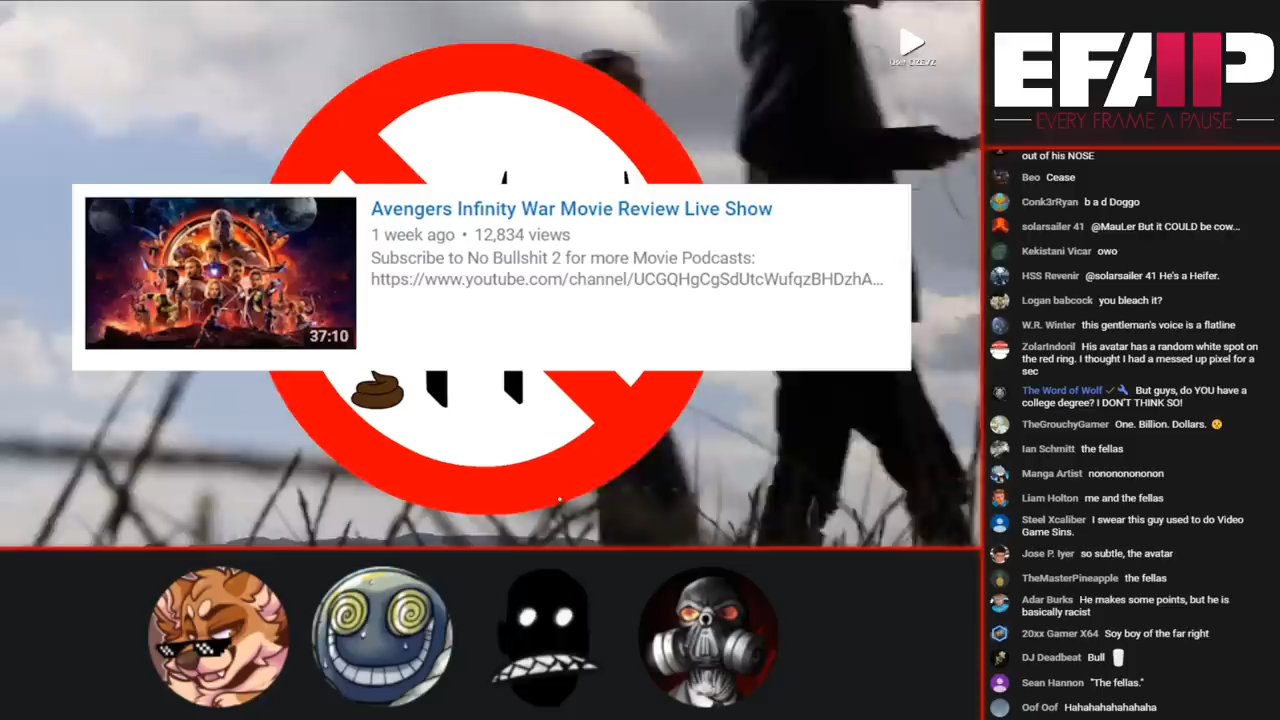 Avengers Infinity War Movie Review Live Show
1 week ago • 12,834 views
Subscribe to No Bullshit 2 for more Movie Podcasts:
https://www.youtube.com/channel/UCGQHgCgSdUtcWufqzBHDzhA...
37:10
EFAP
EVERY FRAME A PAUSE
out of his NOSE
Beo Cease
Conk3rRyan b a d Doggo
solarsailer 41 @MauLer But it COULD be cow...
Kekistani Vicar owo
HSS Revenir @solarsailer 41 He's a Heifer.
Logan babcock you bleach it?
W.R. Winter this gentleman's voice is a flatline
ZolarIndoril His avatar has a random white spot on
the red ring. I thought I had a messed up pixel for a
sec
The Word of Wolf But guys, do YOU have a
college degree? I DON'T THINK SO!
TheGrouchyGamer One. Billion. Dollars. 😉
Ian Schmitt the fellas
Manga Artist nonononononon
Liam Holton me and the fellas
Steel Xcaliber I swear this guy used to do Video
Game Sins.
Jose P. Iyer so subtle, the avatar
TheMasterPineapple the fellas
Adar Burks He makes some points, but he is
basically racist
20xx Gamer X64 Soy boy of the far right
DJ Deadbeat Bull
Sean Hannon "The fellas."
Oof Oof Hahahahahahahaha